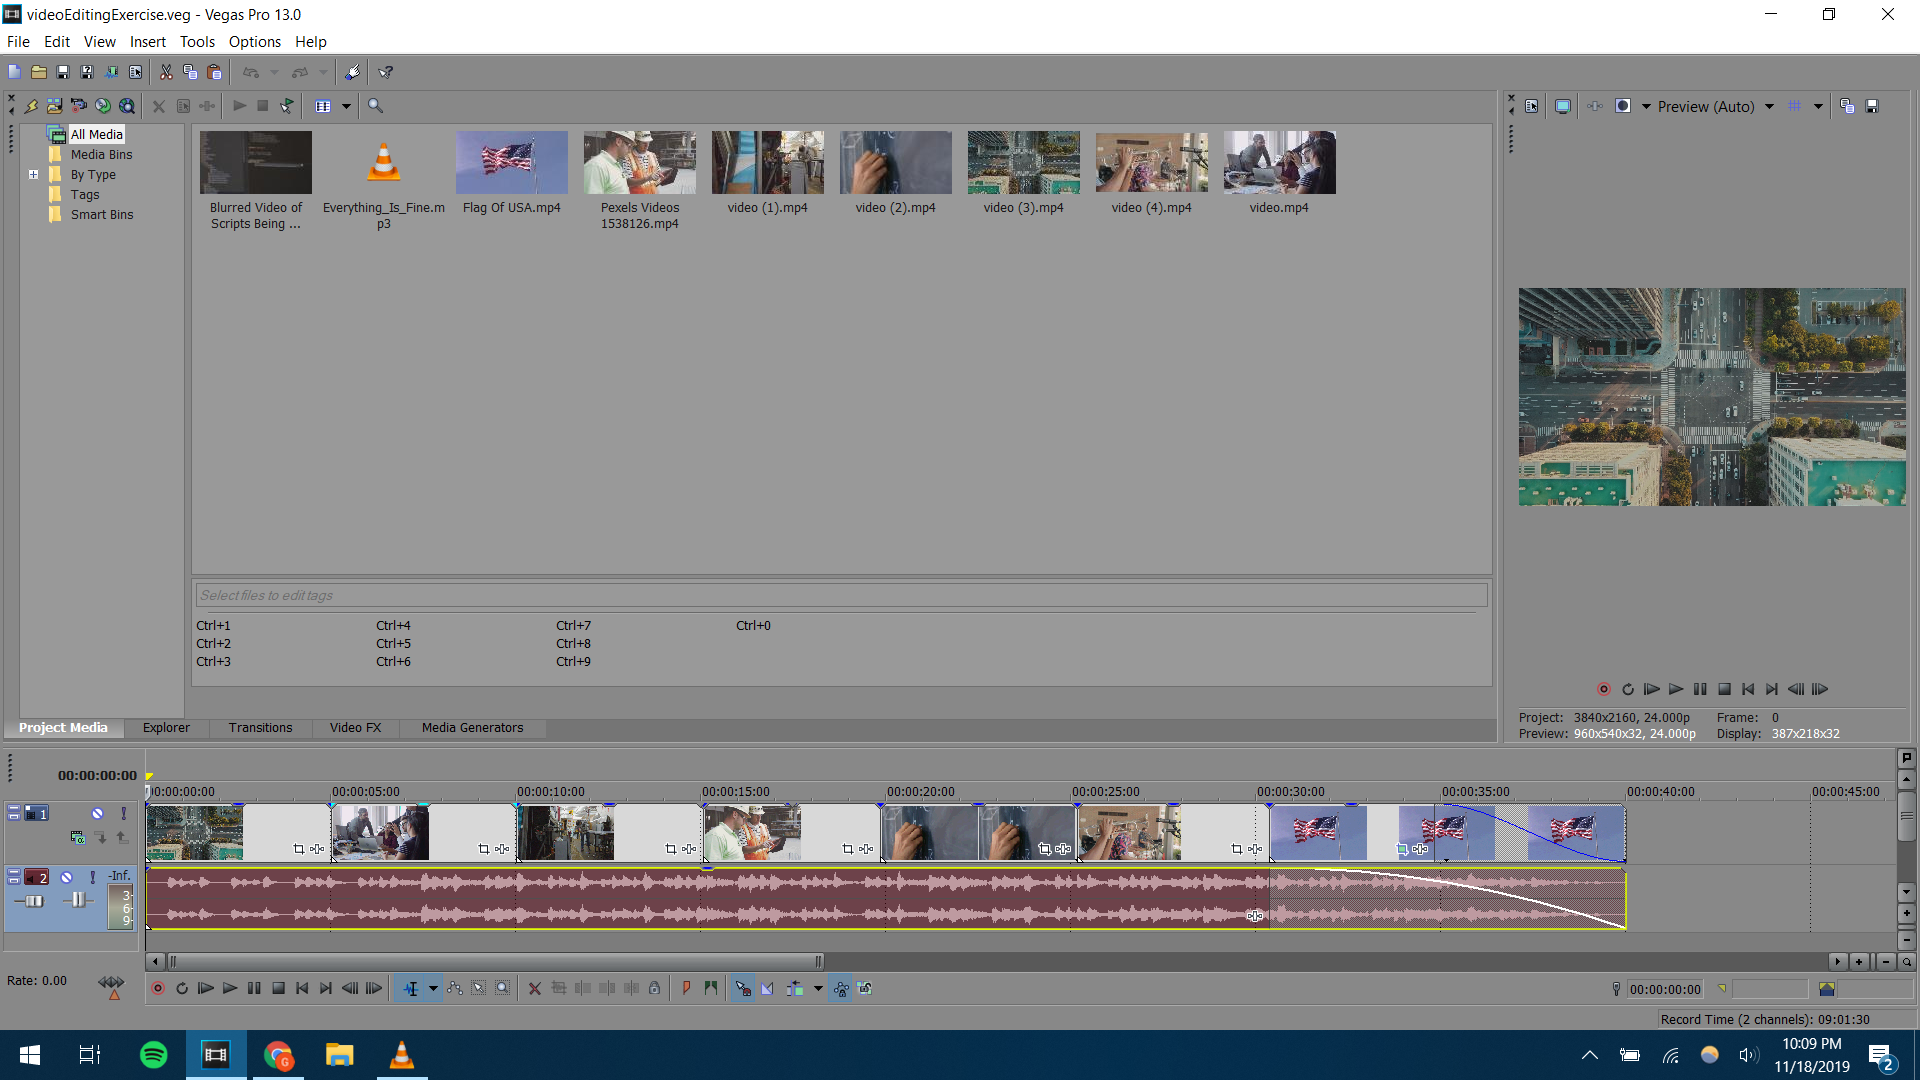 videoEditingExercise.veg - Vegas Pro 13.0
File Edit View Insert Tools Options Help
Preview (Auto)
All Media
Media Bins
By Type
Tags
Smart Bins
Blurred Video of
Scripts Being ...
Everything_Is_Fine.m
p3
Flag Of USA.mp4
Pexels Videos
1538126.mp4
video (1).mp4
video (2).mp4
video (3).mp4
video (4).mp4
video.mp4
Select files to edit tags
Ctrl+1 Ctrl+4 Ctrl+7 Ctrl+0
Ctrl+2 Ctrl+5 Ctrl+8
Ctrl+3 Ctrl+6 Ctrl+9
Project Media Explorer Transitions Video FX Media Generators
Project: 3840x2160, 24.000p Frame: 0
Preview: 960x540x32, 24.000p Display: 387x218x32
00:00:00:00
00:00:00:00 00:00:05:00 00:00:10:00 00:00:15:00 00:00:20:00 00:00:25:00 00:00:30:00 00:00:35:00 00:00:40:00 00:00:45:00
1
2 -Inf.
3
6
9
Rate: 0.00
00:00:00:00
Record Time (2 channels): 09:01:30
G
10:09 PM
11/18/2019
2